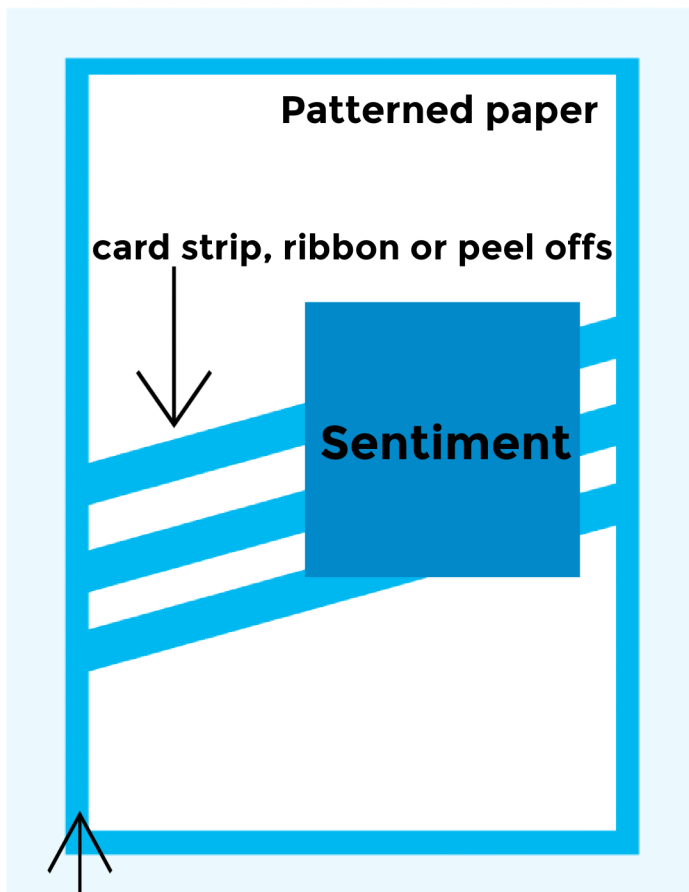 Patterned paper
card strip, ribbon or peel offs
Sentiment